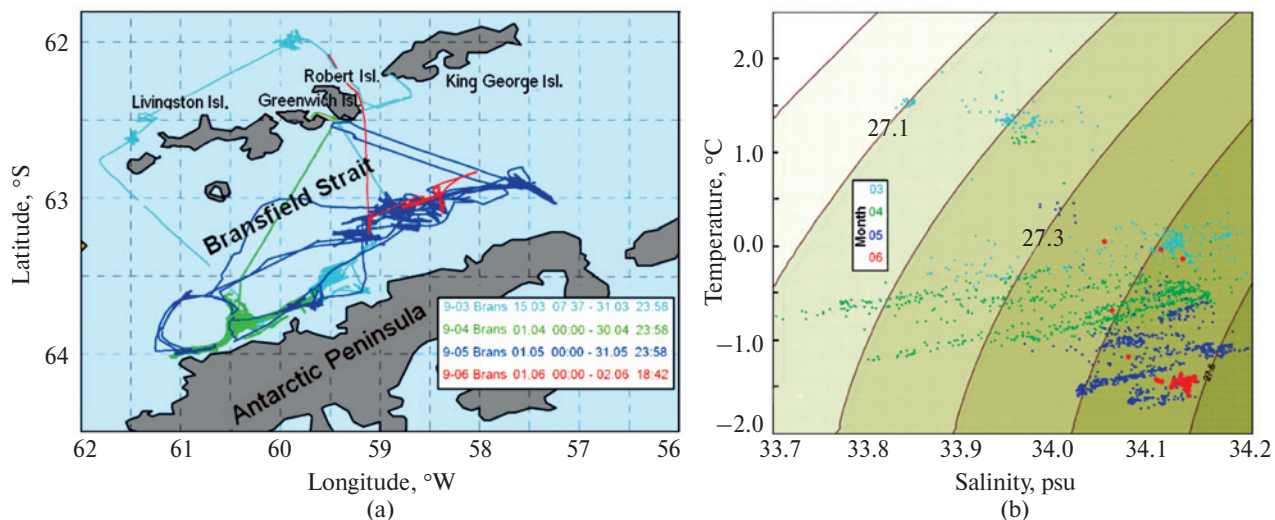 62
63
64
Latitude, °S
Livingston Isl.
Greenwich Isl.
Robert Isl.
King George Isl.
Bransfield Strait
Antarctic Peninsula
9-03 Brans 15.03 07:37 - 31.03 23:58
9-04 Brans 01.04 00:00 - 30.04 23:58
9-05 Brans 01.05 00:00 - 31.05 23:58
9-06 Brans 01.06 00:00 - 02.06 18:42
62 61 60 59 58 57 56
Longitude, °W
(a)
2.0
1.0
0.0
−1.0
−2.0
Temperature, °C
27.1
27.3
Month
03
04
05
06
33.7 33.8 33.9 34.0 34.1 34.2
Salinity, psu
(b)